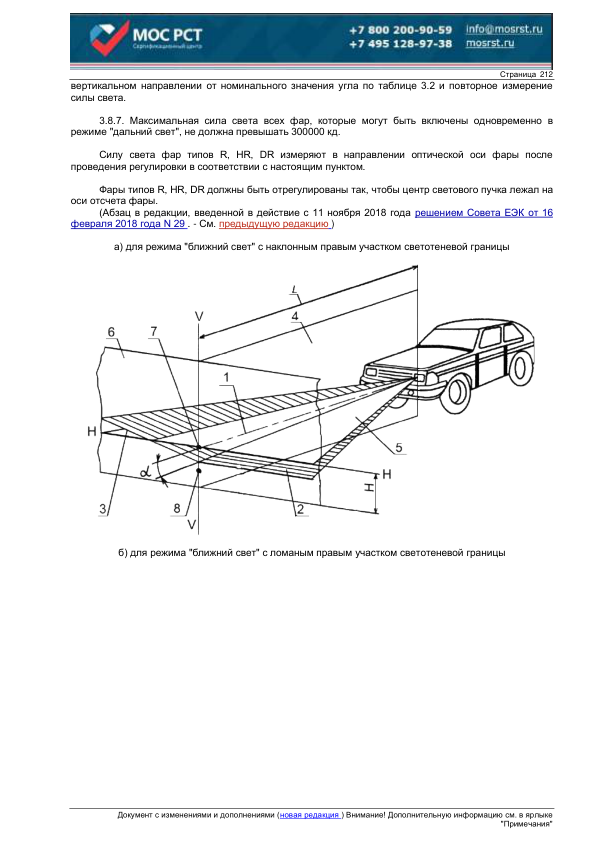 МОС РСТ
Сертификационный центр
+7 800 200-90-59 info@mosrst.ru
+7 495 128-97-38 mosrst.ru
Страница 212
вертикальном направлении от номинального значения угла по таблице 3.2 и повторное измерение
силы света.
3.8.7. Максимальная сила света всех фар, которые могут быть включены одновременно в
режиме "дальний свет", не должна превышать 300000 кд.
Силу света фар типов R, HR, DR измеряют в направлении оптической оси фары после
проведения регулировки в соответствии с настоящим пунктом.
Фары типов R, HR, DR должны быть отрегулированы так, чтобы центр светового пучка лежал на
оси отсчета фары.
(Абзац в редакции, введенной в действие с 11 ноября 2018 года решением Совета ЕЭК от 16
февраля 2018 года N 29 . - См. предыдущую редакцию )
а) для режима "ближний свет" с наклонным правым участком светотеневой границы
L
V
4
6
7
1
H
5
α
H
H
3
8
2
V
б) для режима "ближний свет" с ломаным правым участком светотеневой границы
Документ с изменениями и дополнениями (новая редакция ) Внимание! Дополнительную информацию см. в ярлыке
"Примечания"